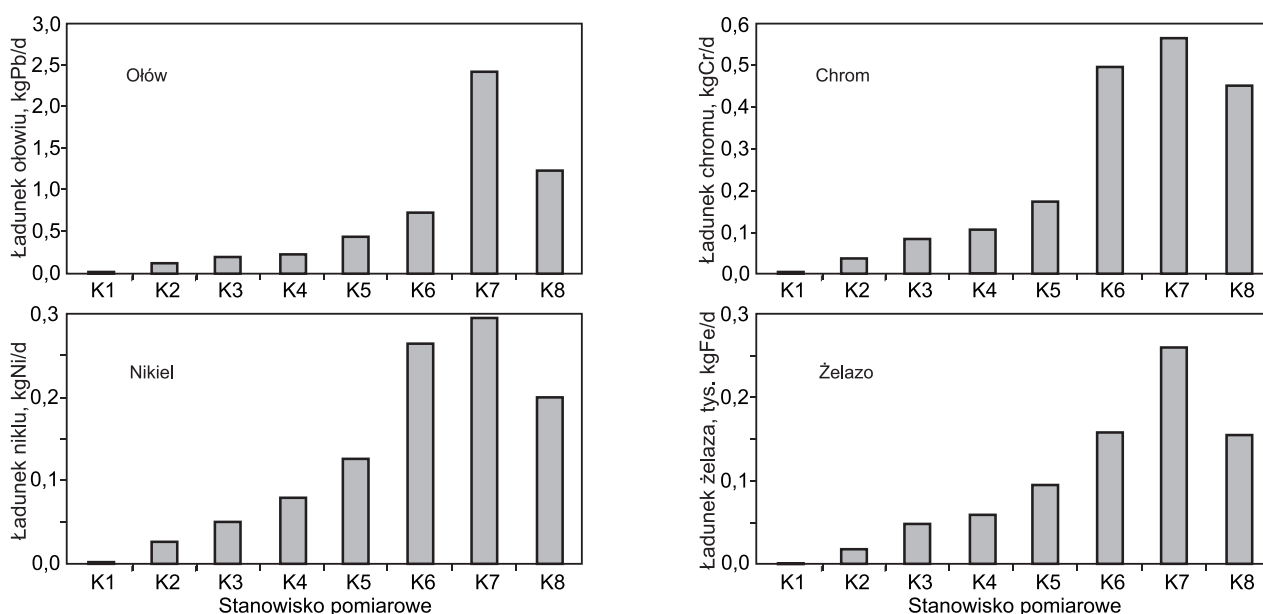 Ładunek ołowiu, kgPb/d
3,0
2,5
2,0
1,5
1,0
0,5
0,0
Ołów
K1 K2 K3 K4 K5 K6 K7 K8
Ładunek chromu, kgCr/d
0,6
0,5
0,4
0,3
0,2
0,1
0,0
Chrom
K1 K2 K3 K4 K5 K6 K7 K8
Ładunek niklu, kgNi/d
0,3
0,2
0,1
0,0
Nikiel
K1 K2 K3 K4 K5 K6 K7 K8
Stanowisko pomiarowe
Ładunek żelaza, tys. kgFe/d
0,3
0,2
0,1
0,0
Żelazo
K1 K2 K3 K4 K5 K6 K7 K8
Stanowisko pomiarowe